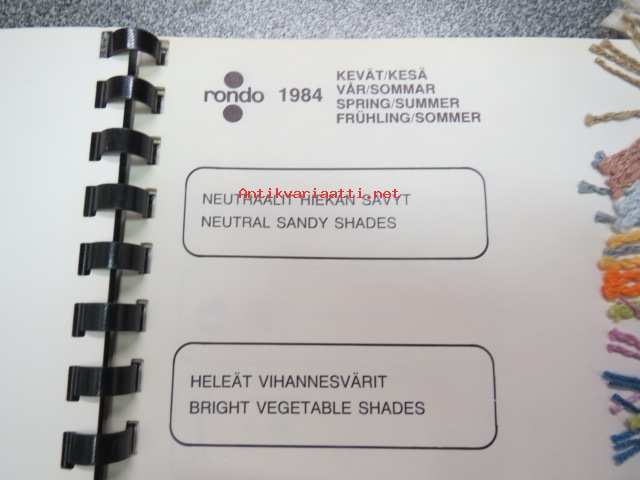 rondo 1984
KEVÄT/KESÄ
VÅR/SOMMAR
SPRING/SUMMER
FRÜHLING/SOMMER
NEUTRAALIT HIEKAN SÄVYT
Antikvariaatti.net
NEUTRAL SANDY SHADES
HELEÄT VIHANNESVÄRIT
BRIGHT VEGETABLE SHADES